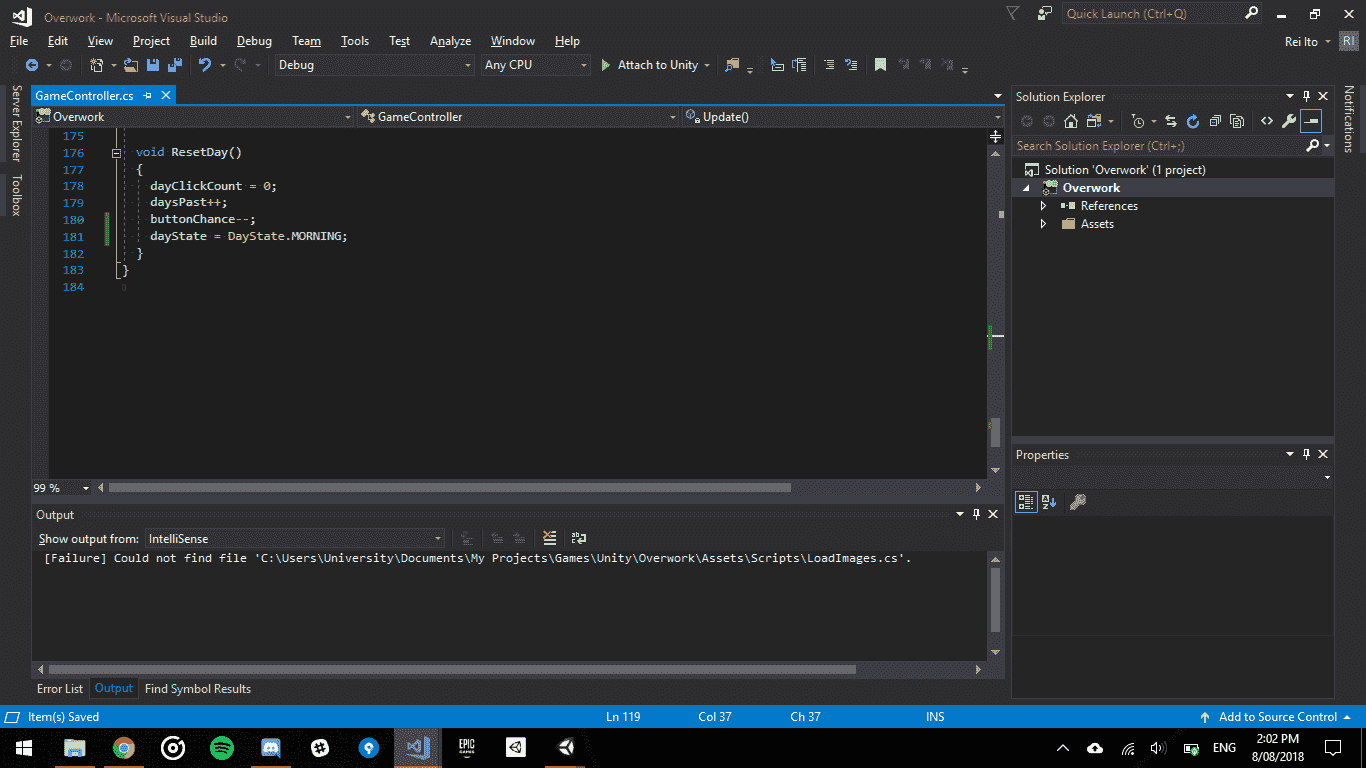 Overwork - Microsoft Visual Studio
Quick Launch (Ctrl+Q)
File Edit View Project Build Debug Team Tools Test Analyze Window Help
Rei Ito
RI
Debug
Any CPU
Attach to Unity
Server Explorer
Toolbox
GameController.cs
Overwork
GameController
Update()
175
176 void ResetDay()
177 {
178 dayClickCount = 0;
179 daysPast++;
180 buttonChance--;
181 dayState = DayState.MORNING;
182 }
183 }
184
99 %
Output
Show output from: IntelliSense
[Failure] Could not find file 'C:\Users\University\Documents\My Projects\Games\Unity\Overwork\Assets\Scripts\LoadImages.cs'.
Error List Output Find Symbol Results
Solution Explorer
Search Solution Explorer (Ctrl+;)
Solution 'Overwork' (1 project)
Overwork
References
Assets
Properties
Notifications
Item(s) Saved
Ln 119
Col 37
Ch 37
INS
Add to Source Control
EPIC
GAMES
ENG
2:02 PM
8/08/2018